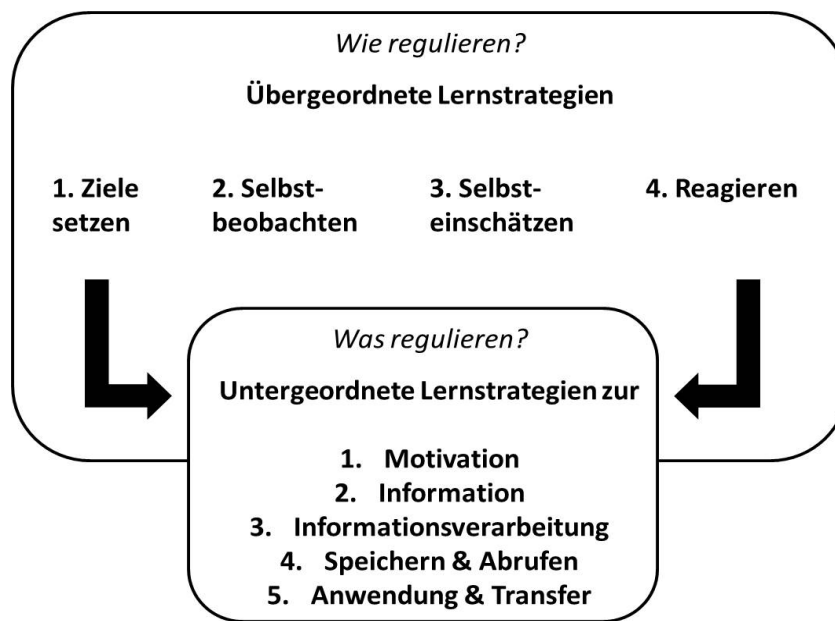 Wie regulieren?
Übergeordnete Lernstrategien
1. Ziele setzen
2. Selbst-
beobachten
3. Selbst-
einschätzen
4. Reagieren
Was regulieren?
Untergeordnete Lernstrategien zur
1. Motivation
2. Information
3. Informationsverarbeitung
4. Speichern & Abrufen
5. Anwendung & Transfer